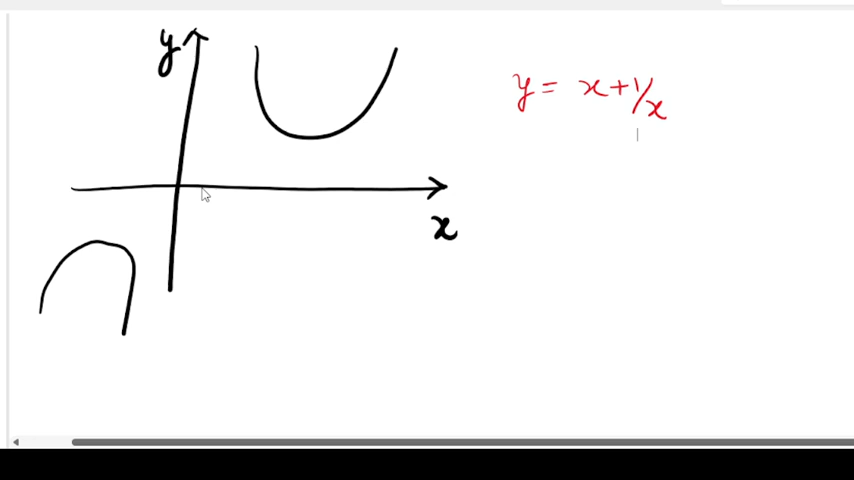 y
y = x + 1/x
x